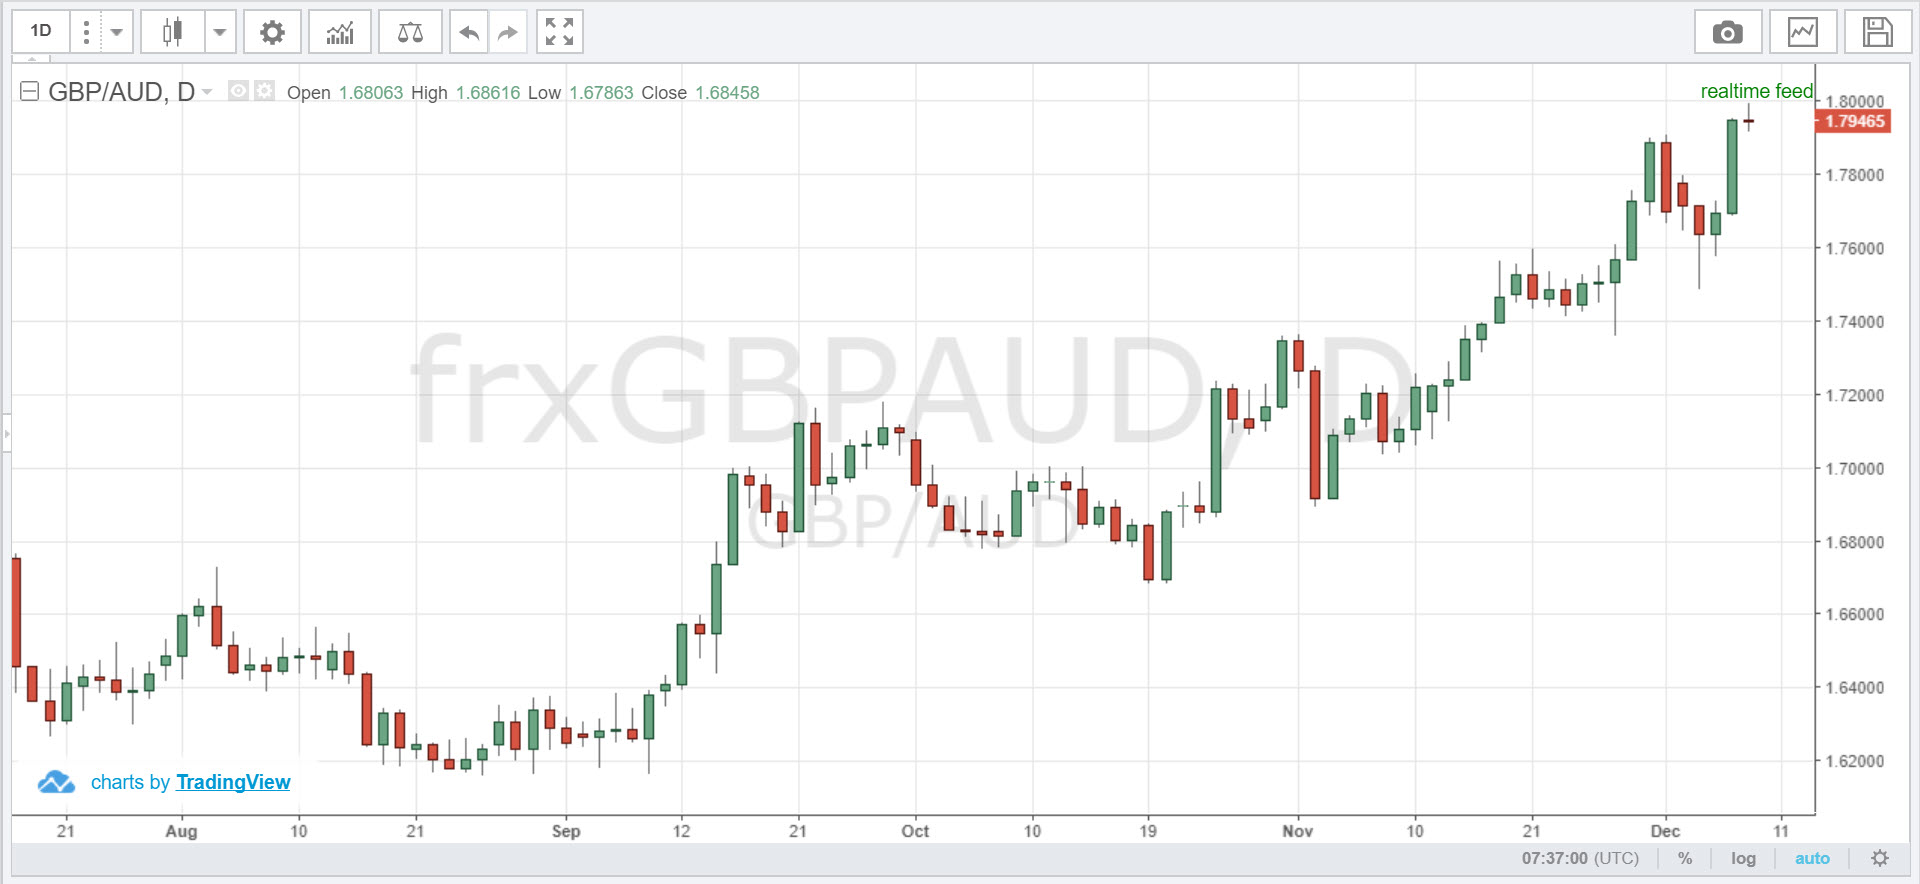 1D
GBP/AUD, D Open 1.68063 High 1.68616 Low 1.67863 Close 1.68458
realtime feed
1.80000
1.79465
1.78000
1.76000
1.74000
1.72000
1.70000
1.68000
1.66000
1.64000
1.62000
frxGBPAUD, D
GBP/AUD
charts by TradingView
21 Aug 10 21 Sep 12 21 Oct 10 19 Nov 10 21 Dec 11
07:37:00 (UTC) % log auto